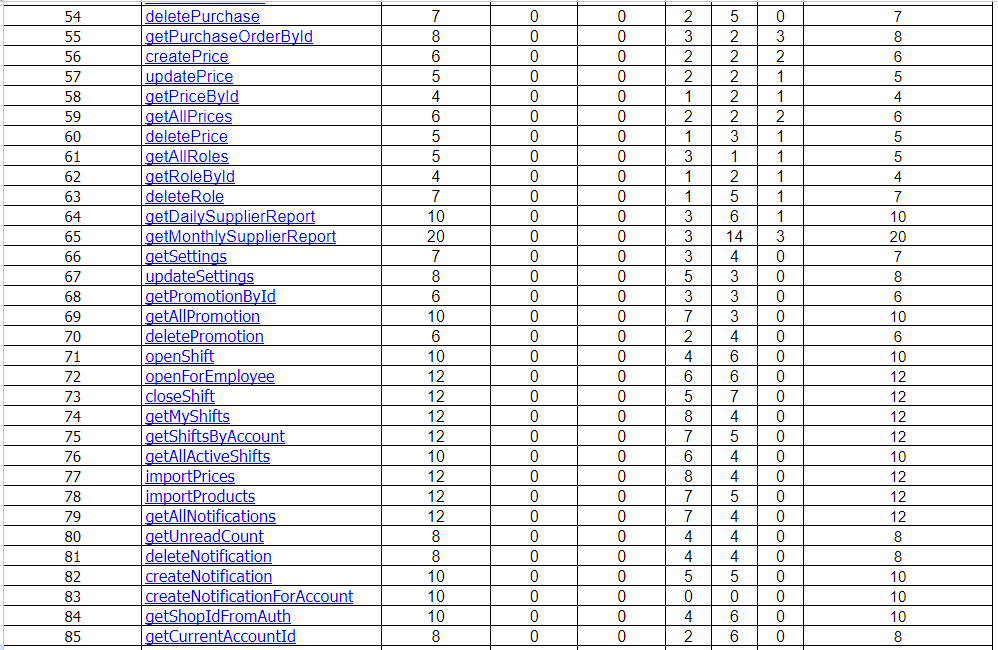 54 deletePurchase 7 0 0 2 5 0 7
55 getPurchaseOrderById 8 0 0 3 2 3 8
56 createPrice 6 0 0 2 2 2 6
57 updatePrice 5 0 0 2 2 1 5
58 getPriceById 4 0 0 1 2 1 4
59 getAllPrices 6 0 0 2 2 2 6
60 deletePrice 5 0 0 1 3 1 5
61 getAllRoles 5 0 0 3 1 1 5
62 getRoleById 4 0 0 1 2 1 4
63 deleteRole 7 0 0 1 5 1 7
64 getDailySupplierReport 10 0 0 3 6 1 10
65 getMonthlySupplierReport 20 0 0 3 14 3 20
66 getSettings 7 0 0 3 4 0 7
67 updateSettings 8 0 0 5 3 0 8
68 getPromotionById 6 0 0 3 3 0 6
69 getAllPromotion 10 0 0 7 3 0 10
70 deletePromotion 6 0 0 2 4 0 6
71 openShift 10 0 0 4 6 0 10
72 openForEmployee 12 0 0 6 6 0 12
73 closeShift 12 0 0 5 7 0 12
74 getMyShifts 12 0 0 8 4 0 12
75 getShiftsByAccount 12 0 0 7 5 0 12
76 getAllActiveShifts 10 0 0 6 4 0 10
77 importPrices 12 0 0 8 4 0 12
78 importProducts 12 0 0 7 5 0 12
79 getAllNotifications 12 0 0 7 4 0 12
80 getUnreadCount 8 0 0 4 4 0 8
81 deleteNotification 8 0 0 4 4 0 8
82 createNotification 10 0 0 5 5 0 10
83 createNotificationForAccount 10 0 0 0 0 0 10
84 getShopIdFromAuth 10 0 0 4 6 0 10
85 getCurrentAccountId 8 0 0 2 6 0 8